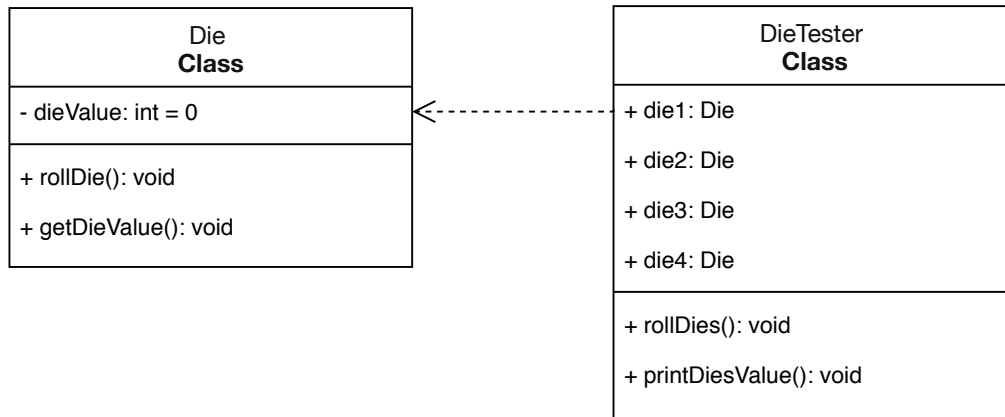 Die
Class
- dieValue: int = 0
+ rollDie(): void
+ getDieValue(): void
DieTester
Class
+ die1: Die
+ die2: Die
+ die3: Die
+ die4: Die
+ rollDies(): void
+ printDiesValue(): void